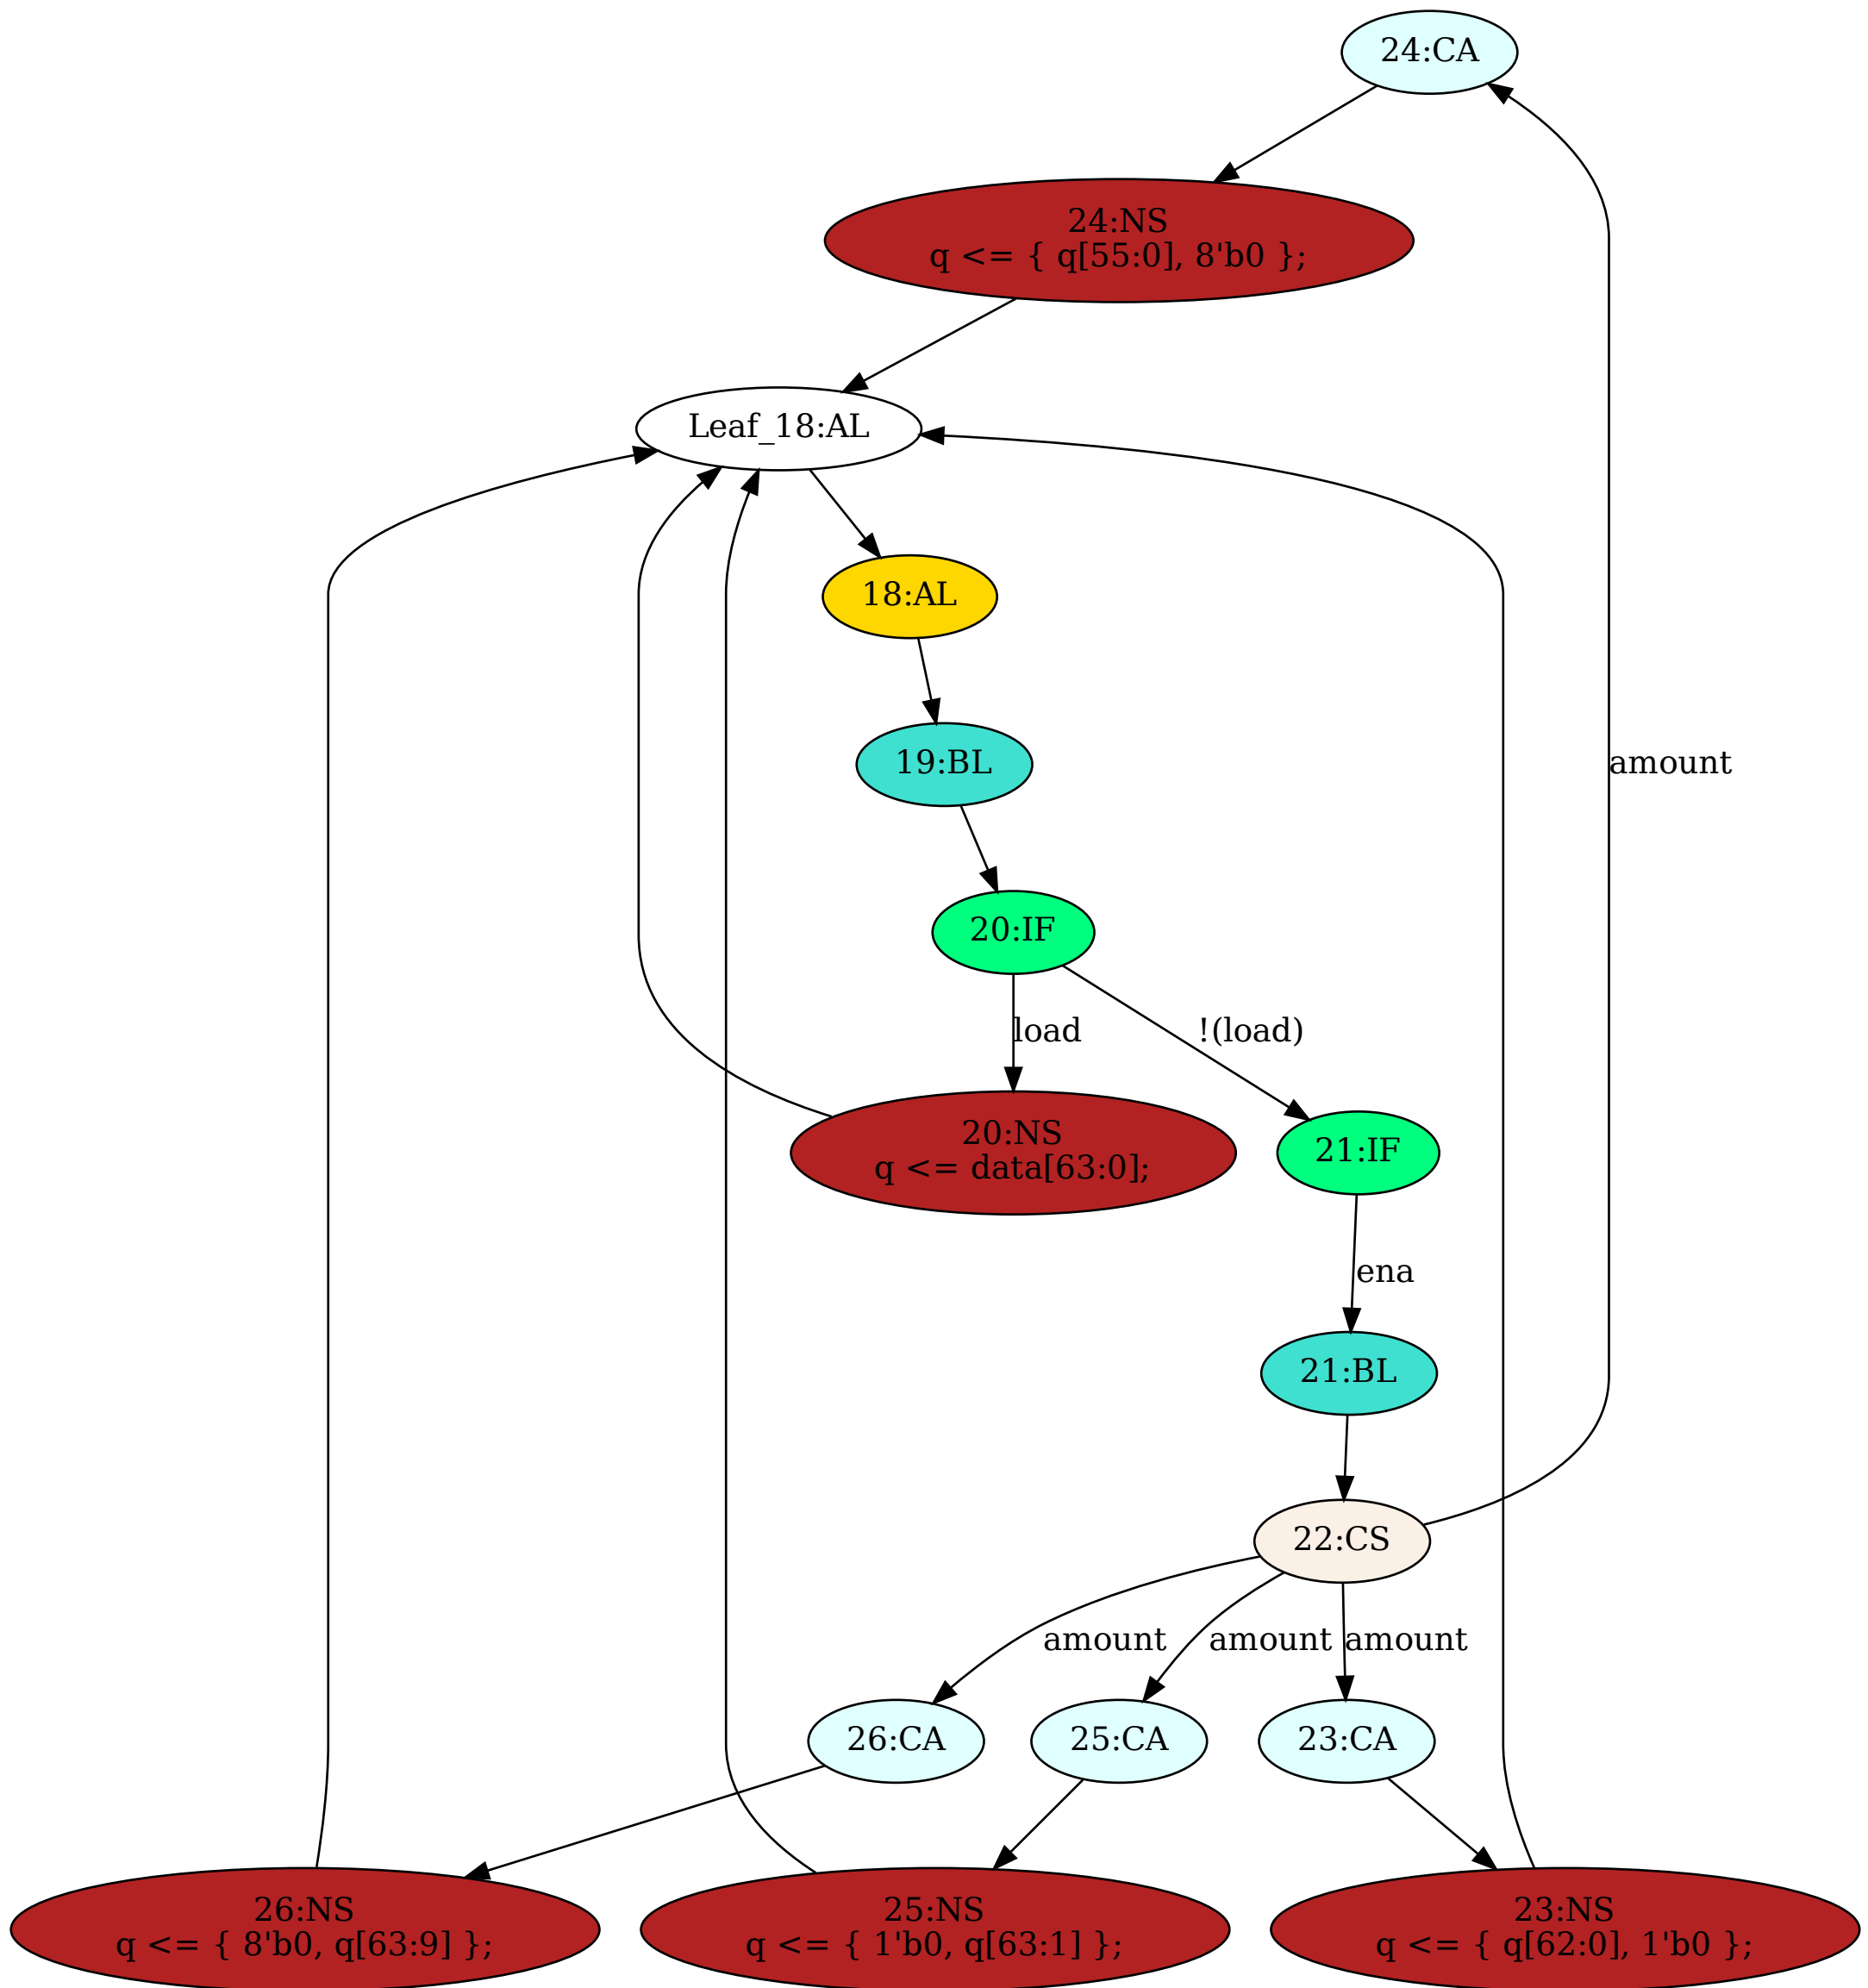 24:CA
24:NS
q <= { q[55:0], 8'b0 };
Leaf_18:AL
18:AL
19:BL
amount
20:IF
load
!(load)
20:NS
q <= data[63:0];
21:IF
ena
21:BL
22:CS
amount
amount
amount
26:CA
25:CA
23:CA
26:NS
q <= { 8'b0, q[63:9] };
25:NS
q <= { 1'b0, q[63:1] };
23:NS
q <= { q[62:0], 1'b0 };